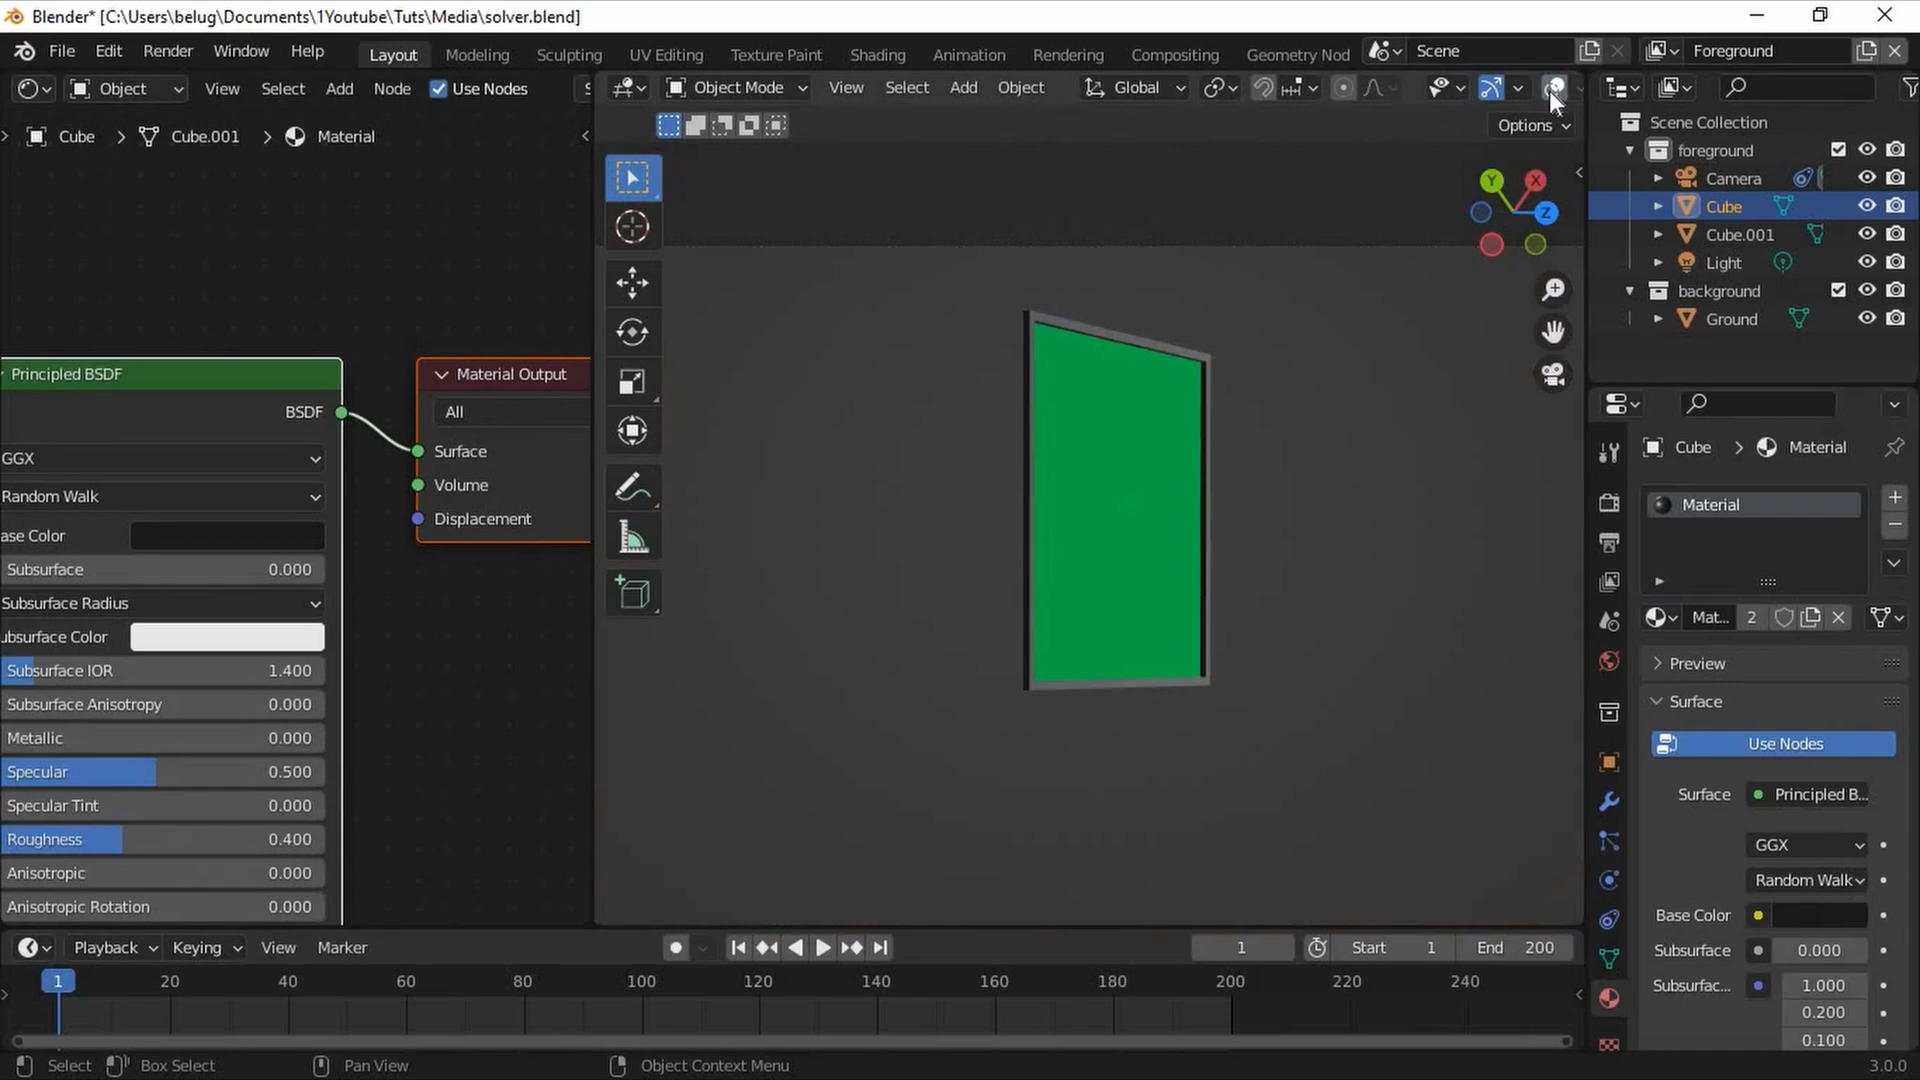 Blender* [C:\Users\belug\Documents\1Youtube\Tuts\Media\solver.blend]
File Edit Render Window Help Layout Modeling Sculpting UV Editing Texture Paint Shading Animation Rendering Compositing Geometry Nod Scene Foreground
Object View Select Add Node Use Nodes Object Mode View Select Add Object Global
Options
Cube Cube.001 Material
Scene Collection
foreground
Camera
Cube
Cube.001
Light
background
Ground
Y X
Z
Principled BSDF
BSDF
GGX
Random Walk
ase Color
Subsurface 0.000
Subsurface Radius
ubsurface Color
Subsurface IOR 1.400
Subsurface Anisotropy 0.000
Metallic 0.000
Specular 0.500
Specular Tint 0.000
Roughness 0.400
Anisotropic 0.000
Anisotropic Rotation 0.000
Material Output
All
Surface
Volume
Displacement
Cube Material
Material
Mat... 2
Preview
Surface
Use Nodes
Surface Principled B...
GGX
Random Walk
Base Color
Subsurface 0.000
Subsurfac... 1.000
0.200
0.100
Playback Keying View Marker 1 Start 1 End 200
1 20 40 60 80 100 120 140 160 180 200 220 240
Select Box Select Pan View Object Context Menu 3.0.0